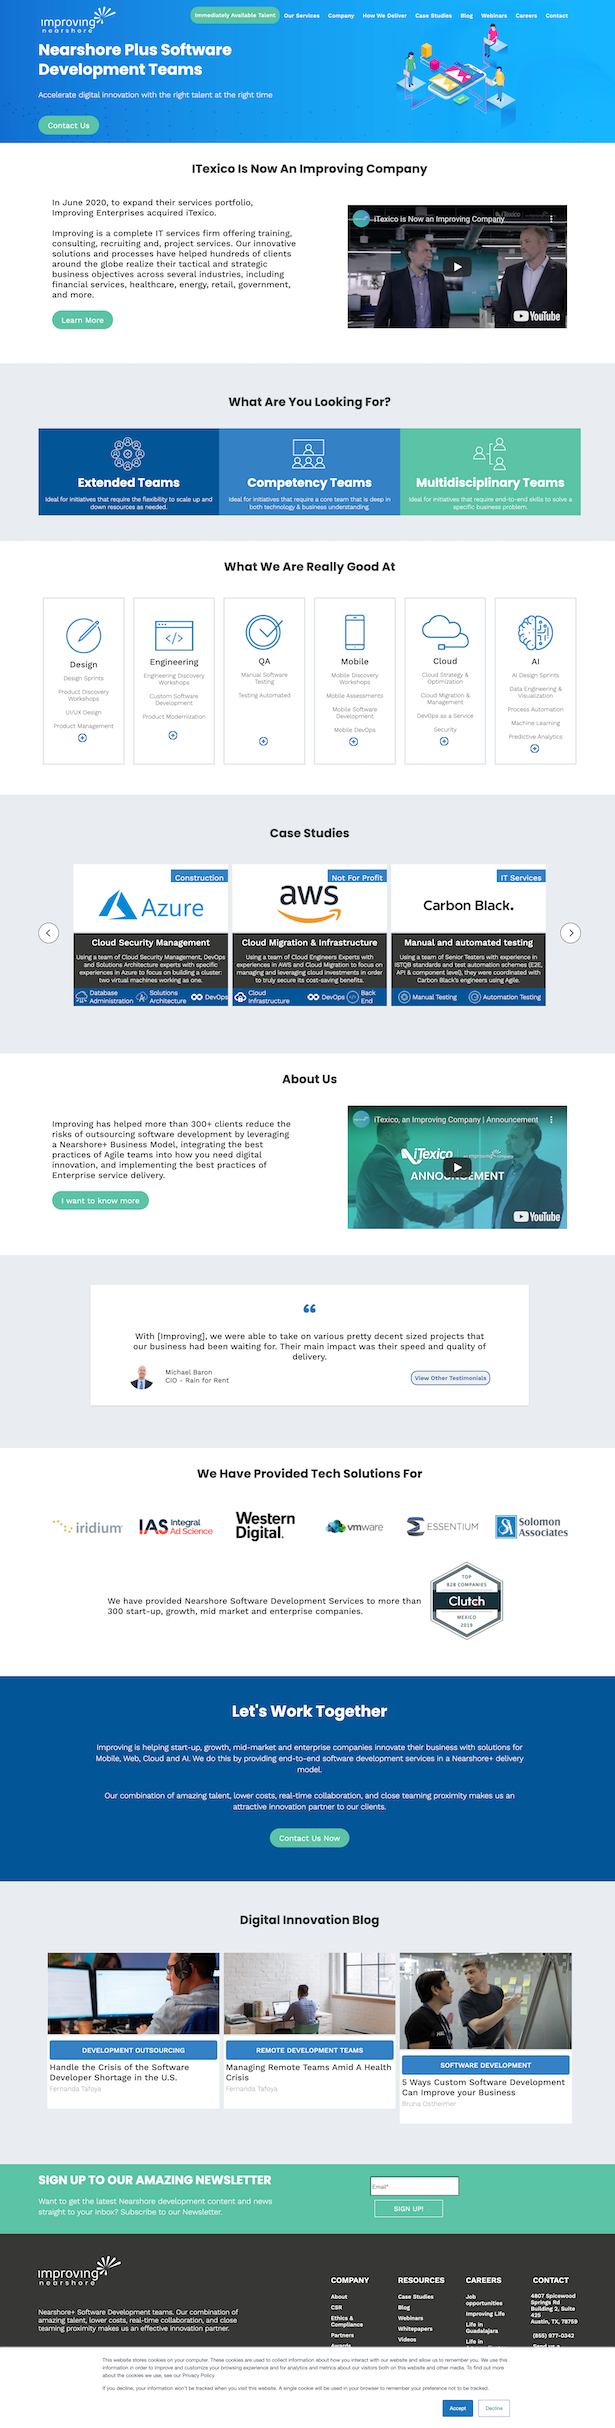 improving
nearshore
Immediately Available Talent
Our Services
Company
How We Deliver
Case Studies
Blog
Webinars
Careers
Contact
Nearshore Plus Software
Development Teams
Accelerate digital innovation with the right talent at the right time
Contact Us
ITexico Is Now An Improving Company
In June 2020, to expand their services portfolio,
Improving Enterprises acquired iTexico.
Improving is a complete IT services firm offering training,
consulting, recruiting and, project services. Our innovative
solutions and processes have helped hundreds of clients
around the globe realize their tactical and strategic
business objectives across several industries, including
financial services, healthcare, energy, retail, government,
and more.
Learn More
iTexico is Now an Improving Company
YouTube
What Are You Looking For?
Extended Teams
Ideal for initiatives that require the flexibility to scale up and
down resources as needed.
Competency Teams
Ideal for initiatives that require a core team that is deep in
both technology & business understanding.
Multidisciplinary Teams
Ideal for initiatives that require end-to-end skills to solve a
specific business problem.
What We Are Really Good At
Design
Design Sprints
Product Discovery
Workshops
UI/UX Design
Product Management
Engineering
Engineering Discovery
Workshops
Custom Software
Development
Product Modernization
QA
Manual Software
Testing
Testing Automated
Mobile
Mobile Discovery
Workshops
Mobile Assessments
Mobile Software
Development
Mobile DevOps
Cloud
Cloud Strategy &
Optimization
Cloud Migration &
Management
DevOps as a Service
Security
AI
AI Design Sprints
Data Engineering &
Visualization
Process Automation
Machine Learning
Predictive Analytics
Case Studies
Construction
Azure
Cloud Security Management
Using a team of Cloud Security Management, DevOps
and Solutions Architecture experts with specific
experiences in Azure to focus on building a cluster:
two virtual machines working as one.
Database
Administration
Solutions
Architecture
DevOps
Not For Profit
aws
Cloud Migration & Infrastructure
Using a team of Cloud Engineers Experts with
experiences in AWS and Cloud Migration to focus on
managing and leveraging cloud investments in order
to truly secure its cost-saving benefits.
Cloud
Infrastructure
DevOps
Back
End
IT Services
Carbon Black.
Manual and automated testing
Using a team of Senior Testers with experience in
ISTQB standards and test automation schemes (E2E,
API & component level), they were coordinated with
Carbon Black's engineers using Agile.
Manual Testing
Automation Testing
About Us
Improving has helped more than 300+ clients reduce the
risks of outsourcing software development by leveraging
a Nearshore+ Business Model, integrating the best
practices of Agile teams into how you need digital
innovation, and implementing the best practices of
Enterprise service delivery.
I want to know more
iTexico, an Improving Company | Announcement
iTexico
ANNOUNCEMENT
YouTube
With [Improving], we were able to take on various pretty decent sized projects that
our business had been waiting for. Their main impact was their speed and quality of
delivery.
Michael Baron
CIO - Rain for Rent
View Other Testimonials
We Have Provided Tech Solutions For
iridium
IAS Integral
Ad Science
Western
Digital.
vmware
ESSENTIUM
Solomon
Associates
We have provided Nearshore Software Development Services to more than
300 start-up, growth, mid market and enterprise companies.
TOP
B2B COMPANIES
Clutch
MEXICO
2019
Let's Work Together
Improving is helping start-up, growth, mid-market and enterprise companies innovate their business with solutions for
Mobile, Web, Cloud and AI. We do this by providing end-to-end software development services in a Nearshore+ delivery
model.
Our combination of amazing talent, lower costs, real-time collaboration, and close teaming proximity makes us an
attractive innovation partner to our clients.
Contact Us Now
Digital Innovation Blog
DEVELOPMENT OUTSOURCING
Handle the Crisis of the Software
Developer Shortage in the U.S.
Fernanda Tafoya
REMOTE DEVELOPMENT TEAMS
Managing Remote Teams Amid A Health
Crisis
Fernanda Tafoya
SOFTWARE DEVELOPMENT
5 Ways Custom Software Development
Can Improve your Business
Bruna Ostheimer
SIGN UP TO OUR AMAZING NEWSLETTER
Want to get the latest Nearshore development content and news
straight to your inbox? Subscribe to our Newsletter.
Email*
SIGN UP!
improving
nearshore
Nearshore+ Software Development teams. Our combination of
amazing talent, lower costs, real-time collaboration, and close
teaming proximity makes us an effective innovation partner.
COMPANY
About
CSR
Ethics &
Compliance
Partners
Awards
RESOURCES
Case Studies
Blog
Webinars
Whitepapers
Videos
CAREERS
Job
opportunities
Improving Life
Life in
Guadalajara
Life in
CONTACT
4807 Spicewood
Springs Rd
Building 2, Suite
425
Austin, TX, 78759
(855) 977-0342
Send us a
This website stores cookies on your computer. These cookies are used to collect information about how you interact with our website and allow us to remember you. We use this
information in order to improve and customize your browsing experience and for analytics and metrics about our visitors both on this website and other media. To find out more
about the cookies we use, see our Privacy Policy.
If you decline, your information won't be tracked when you visit this website. A single cookie will be used in your browser to remember your preference not to be tracked.
Accept
Decline